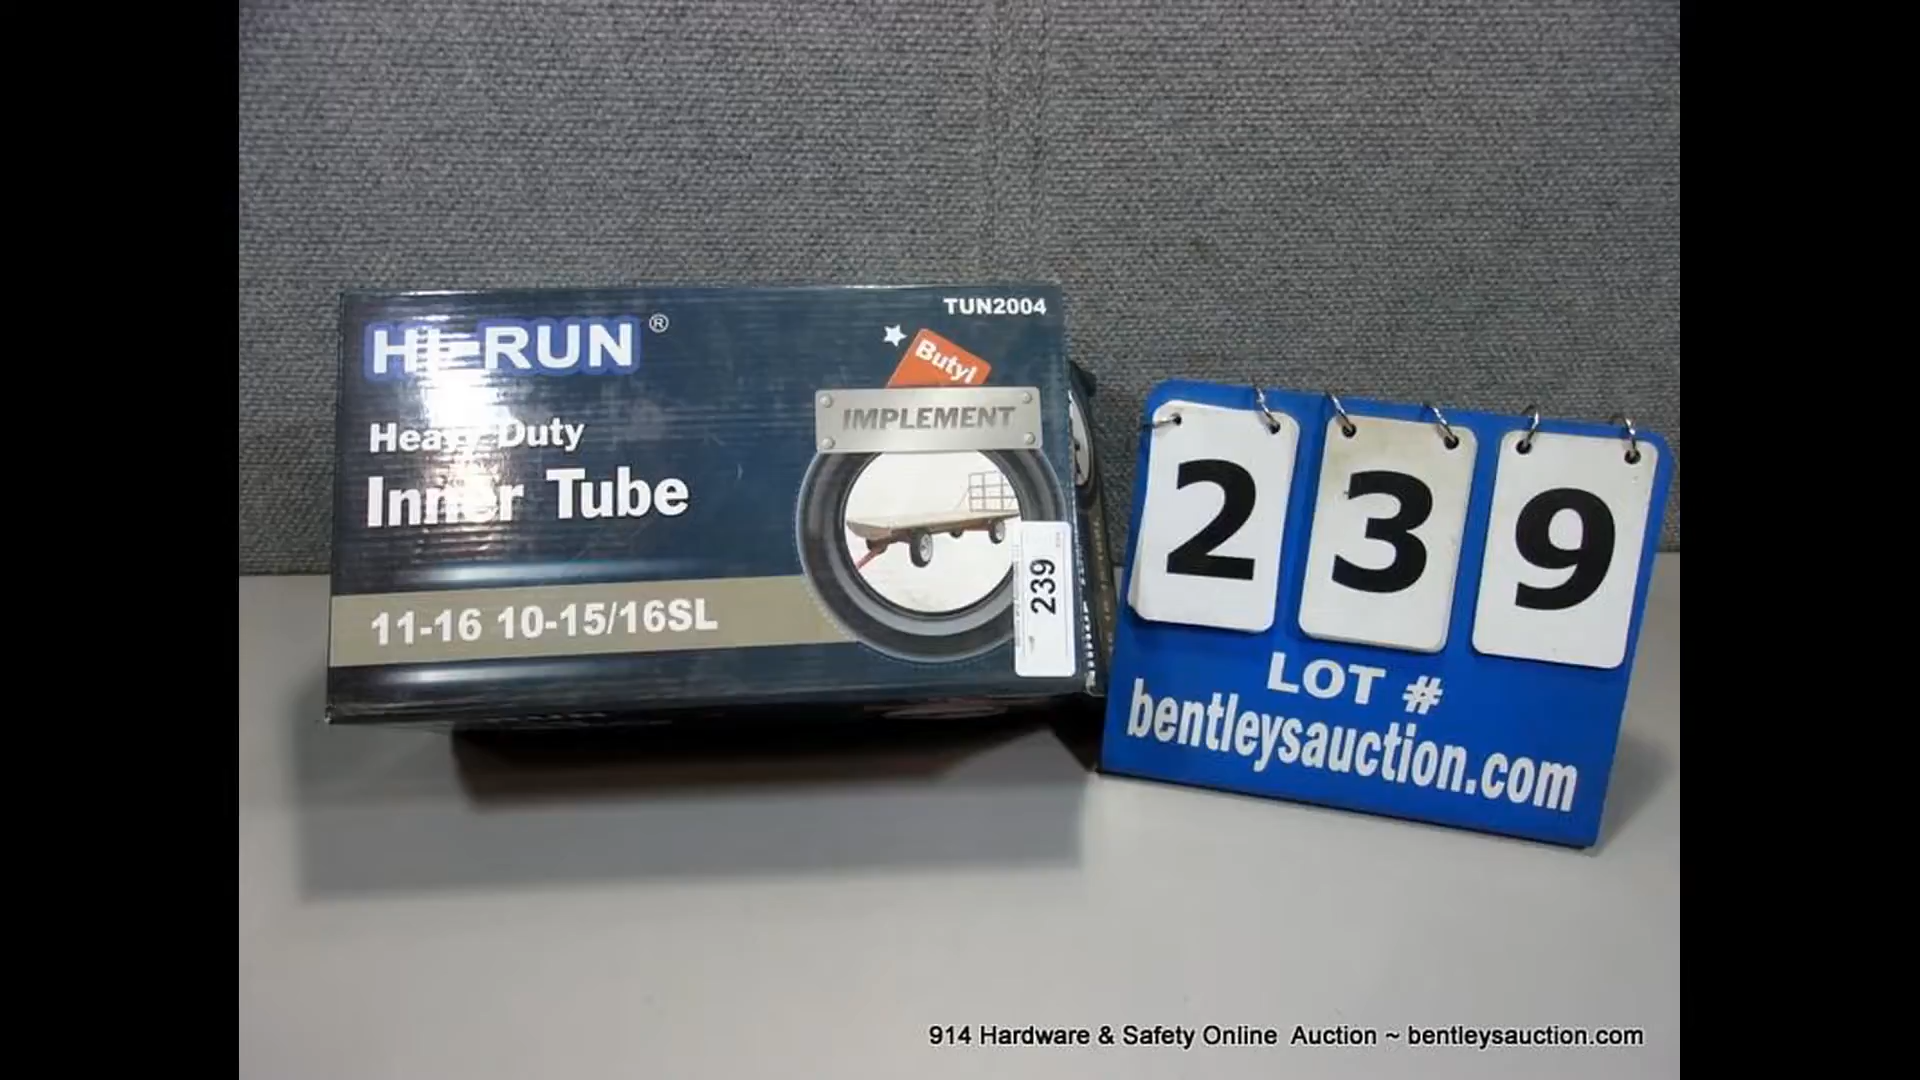 HI-RUN ®
TUN2004
Butyl
IMPLEMENT
Heavy Duty
Inner Tube
11-16 10-15/16SL
239
2 3 9
LOT #
bentleysauction.com
914 Hardware & Safety Online Auction ~ bentleysauction.com